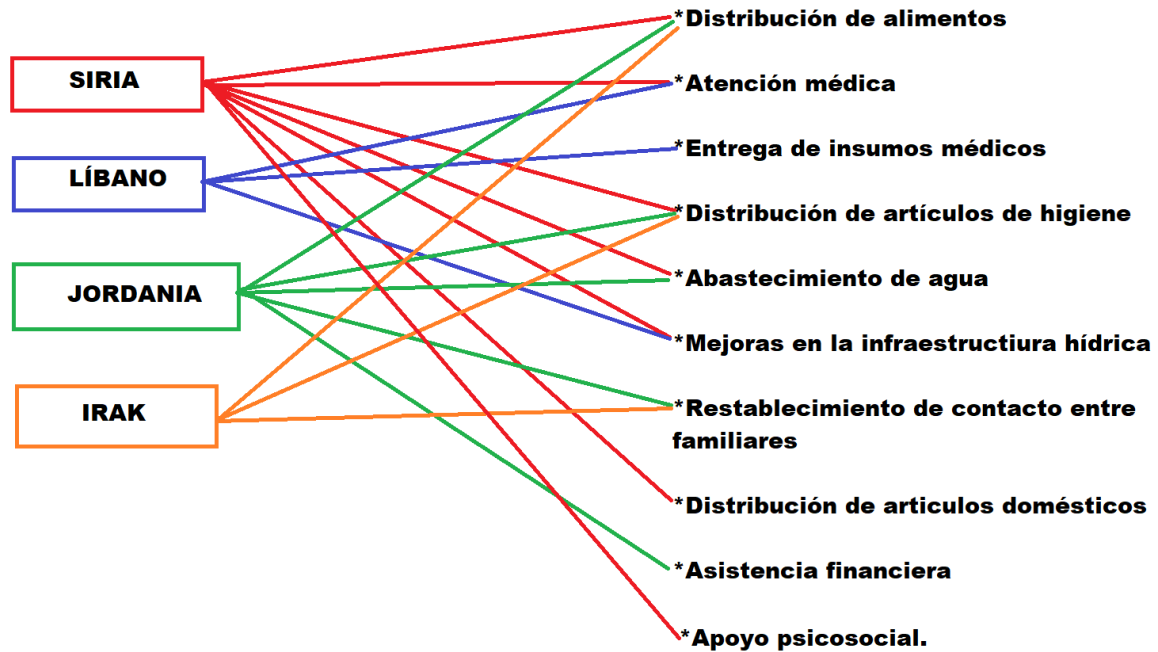 SIRIA
LÍBANO
JORDANIA
IRAK
*Distribución de alimentos
*Atención médica
*Entrega de insumos médicos
*Distribución de artículos de higiene
*Abastecimiento de agua
*Mejoras en la infraestructiura hídrica
*Restablecimiento de contacto entre
familiares
*Distribución de articulos domésticos
*Asistencia financiera
*Apoyo psicosocial.